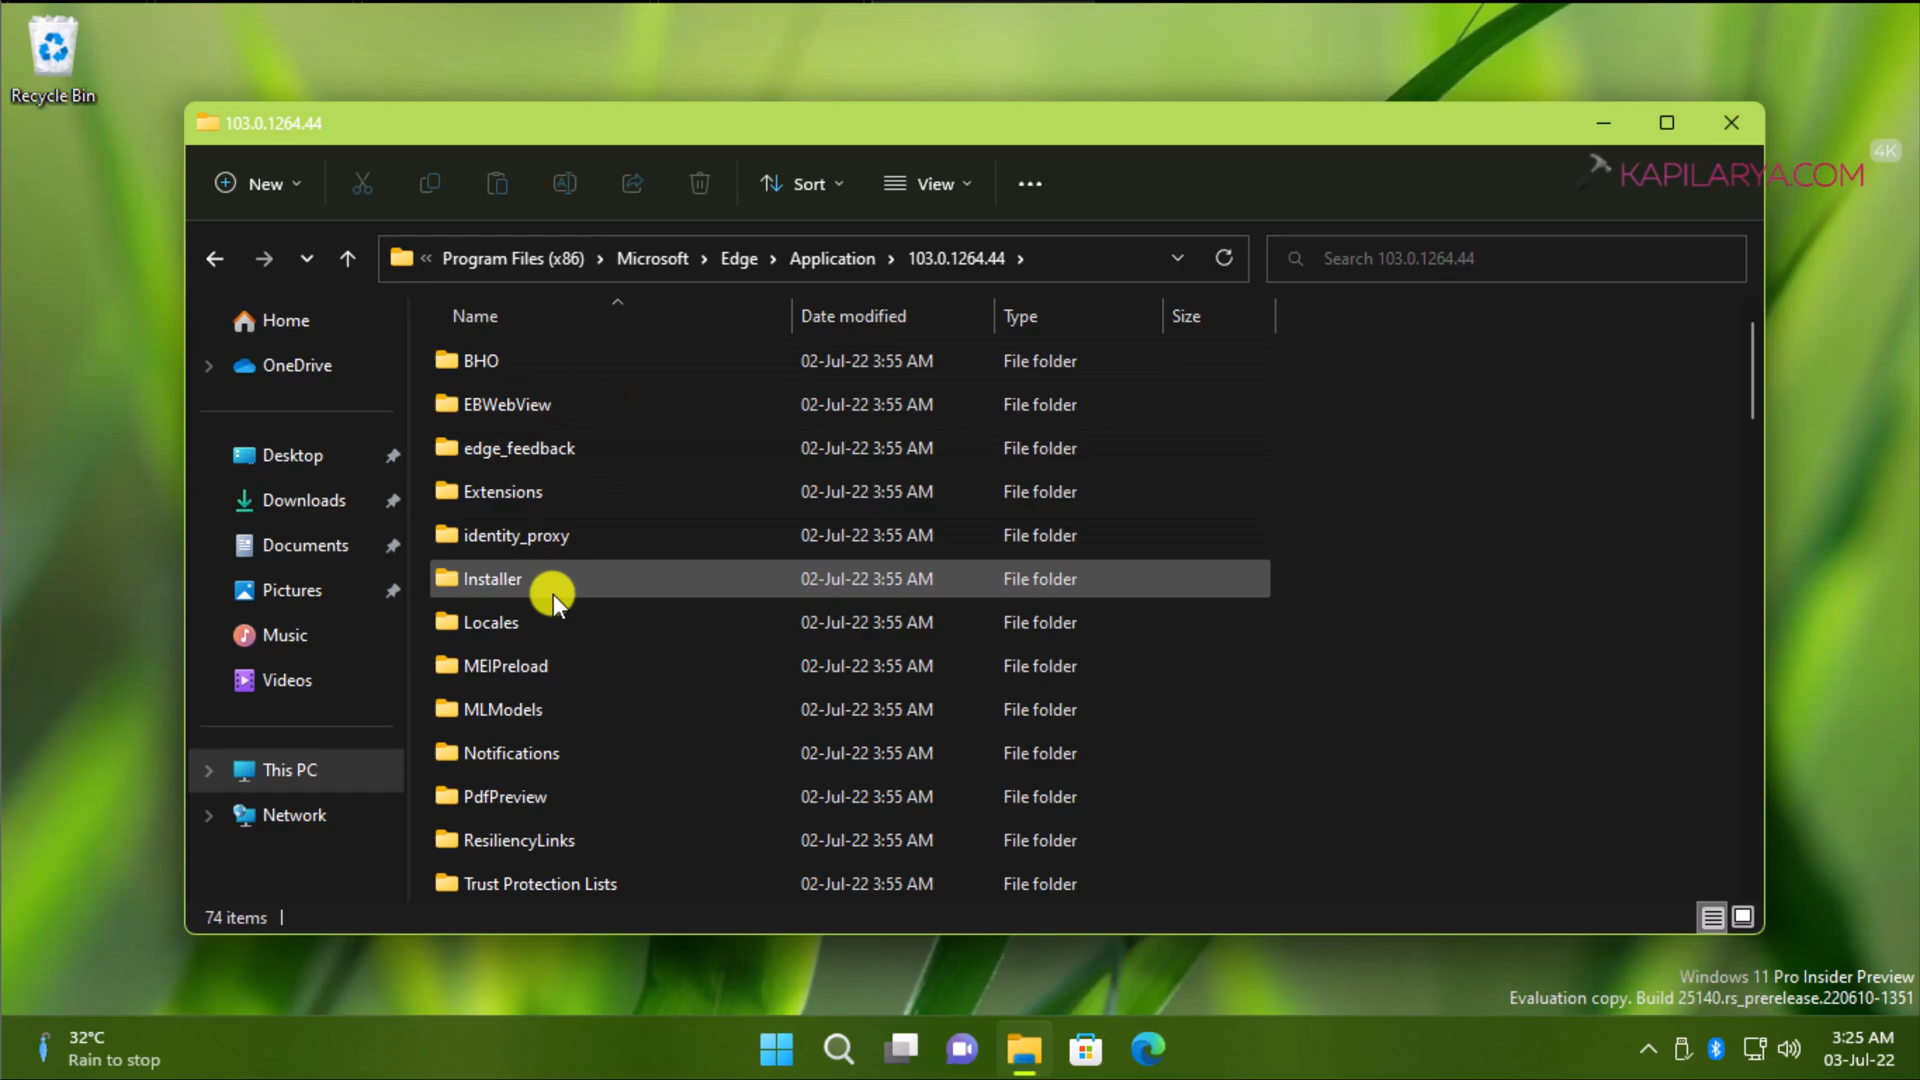 Recycle Bin
103.0.1264.44
4K
KAPILARYA.COM
New Sort View
« Program Files (x86) › Microsoft › Edge › Application › 103.0.1264.44 ›
Search 103.0.1264.44
Name Date modified Type Size
Home
OneDrive
Desktop
Downloads
Documents
Pictures
Music
Videos
This PC
Network
BHO 02-Jul-22 3:55 AM File folder
EBWebView 02-Jul-22 3:55 AM File folder
edge_feedback 02-Jul-22 3:55 AM File folder
Extensions 02-Jul-22 3:55 AM File folder
identity_proxy 02-Jul-22 3:55 AM File folder
Installer 02-Jul-22 3:55 AM File folder
Locales 02-Jul-22 3:55 AM File folder
MEIPreload 02-Jul-22 3:55 AM File folder
MLModels 02-Jul-22 3:55 AM File folder
Notifications 02-Jul-22 3:55 AM File folder
PdfPreview 02-Jul-22 3:55 AM File folder
ResiliencyLinks 02-Jul-22 3:55 AM File folder
Trust Protection Lists 02-Jul-22 3:55 AM File folder
74 items
Windows 11 Pro Insider Preview
Evaluation copy. Build 25140.rs_prerelease.220610-1351
32°C
Rain to stop
3:25 AM
03-Jul-22